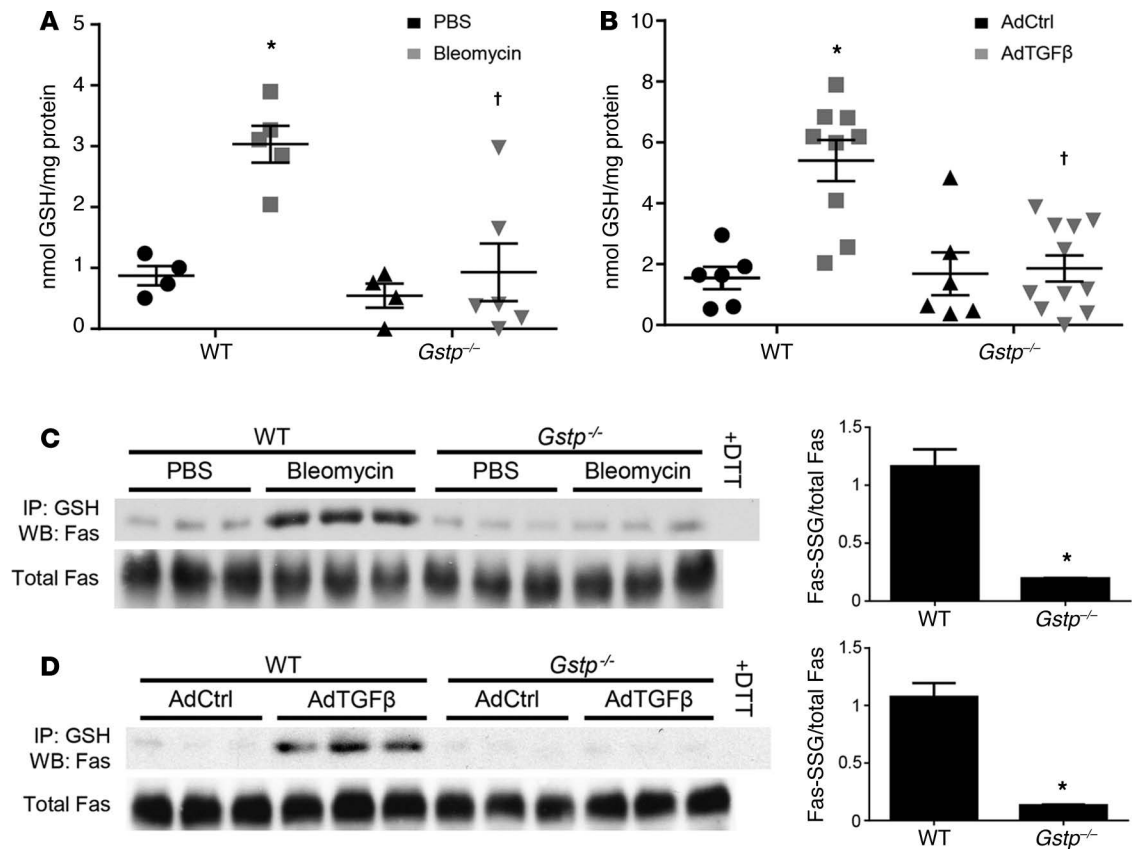 A
5
4
3
2
1
0
nmol GSH/mg protein
PBS
Bleomycin
*
†
WT
Gstp–/–
B
10
8
6
4
2
0
nmol GSH/mg protein
AdCtrl
AdTGFβ
*
†
WT
Gstp–/–
C
WT
Gstp-/-
+DTT
PBS
Bleomycin
PBS
Bleomycin
IP: GSH
WB: Fas
Total Fas
Fas-SSG/total Fas
1.5
1
0.5
0
*
WT
Gstp–/–
D
WT
Gstp-/-
+DTT
AdCtrl
AdTGFβ
AdCtrl
AdTGFβ
IP: GSH
WB: Fas
Total Fas
Fas-SSG/total Fas
1.5
1
0.5
0
*
WT
Gstp–/–